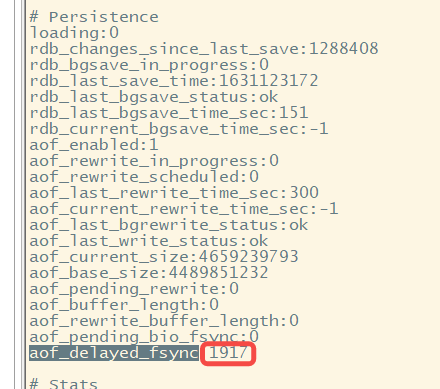 # Persistence
loading:0
rdb_changes_since_last_save:1288408
rdb_bgsave_in_progress:0
rdb_last_save_time:1631123172
rdb_last_bgsave_status:ok
rdb_last_bgsave_time_sec:151
rdb_current_bgsave_time_sec:-1
aof_enabled:1
aof_rewrite_in_progress:0
aof_rewrite_scheduled:0
aof_last_rewrite_time_sec:300
aof_current_rewrite_time_sec:-1
aof_last_bgrewrite_status:ok
aof_last_write_status:ok
aof_current_size:4659239793
aof_base_size:4489851232
aof_pending_rewrite:0
aof_buffer_length:0
aof_rewrite_buffer_length:0
aof_pending_bio_fsync:0
aof_delayed_fsync:1917
# Stats